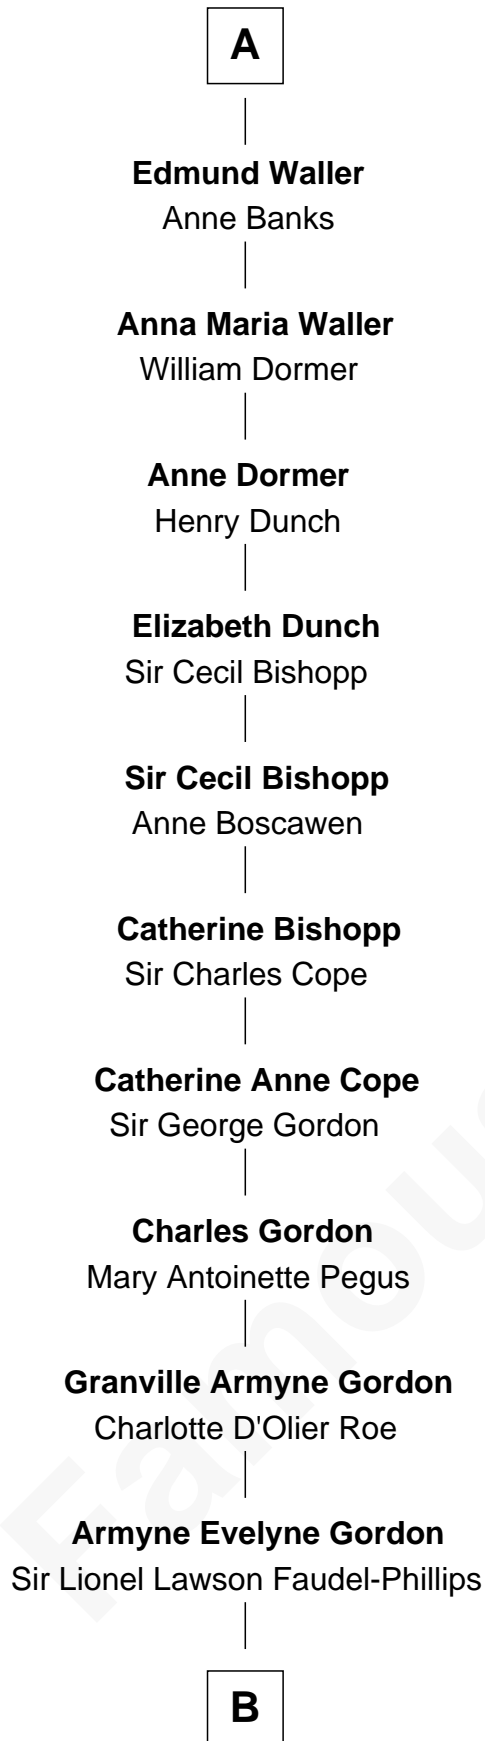 A
Edmund Waller
Anne Banks
Anna Maria Waller
William Dormer
Anne Dormer
Henry Dunch
Elizabeth Dunch
Sir Cecil Bishopp
Sir Cecil Bishopp
Anne Boscawen
Catherine Bishopp
Sir Charles Cope
Catherine Anne Cope
Sir George Gordon
Charles Gordon
Mary Antoinette Pegus
Granville Armyne Gordon
Charlotte D'Olier Roe
Armyne Evelyne Gordon
Sir Lionel Lawson Faudel-Phillips
B
Famous